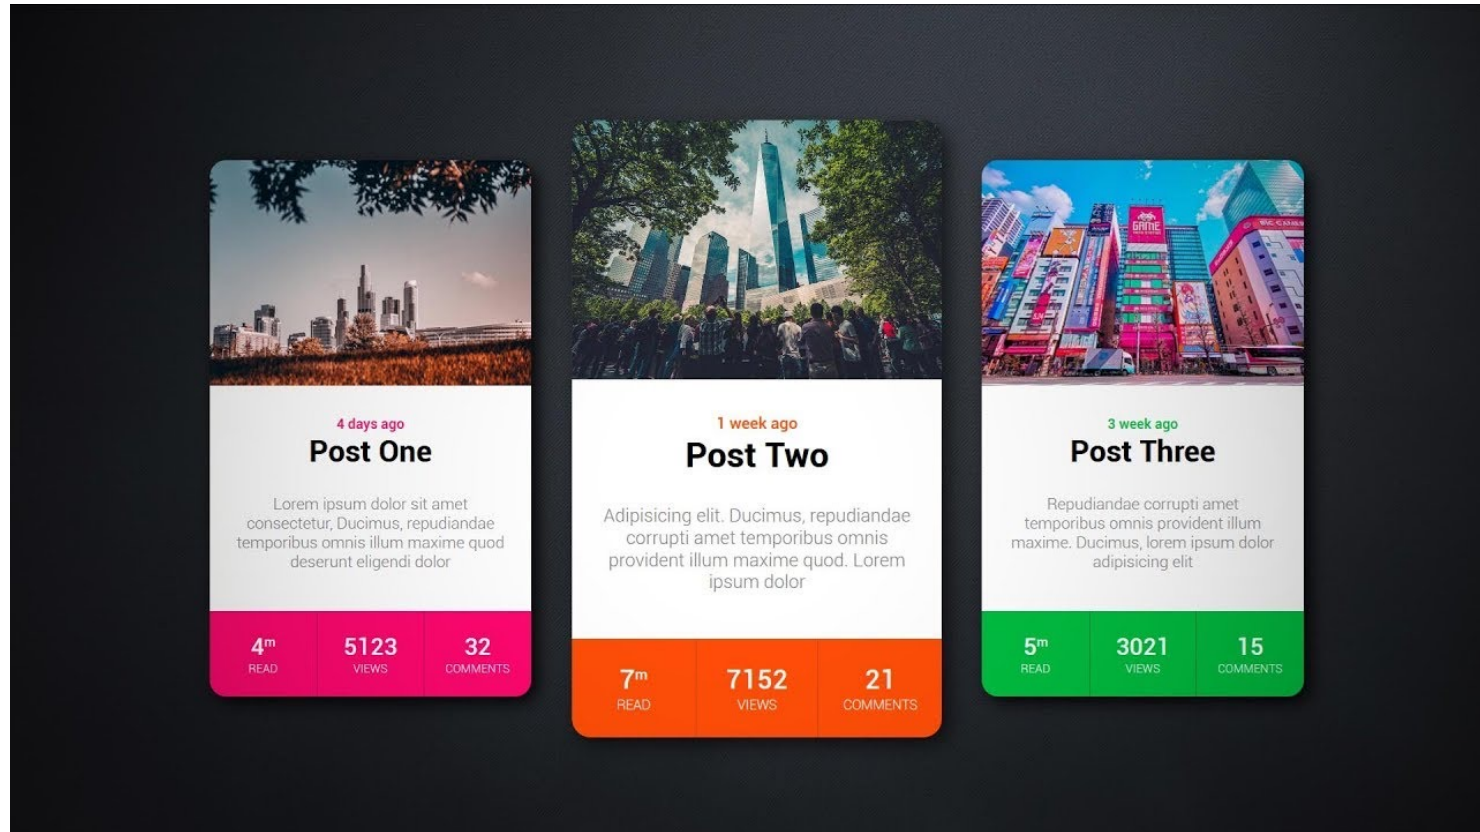 4 days ago
Post One
Lorem ipsum dolor sit amet
consectetur, Ducimus, repudiandae
temporibus omnis illum maxime quod
deserunt eligendi dolor
4m
READ
5123
VIEWS
32
COMMENTS
1 week ago
Post Two
Adipisicing elit. Ducimus, repudiandae
corrupti amet temporibus omnis
provident illum maxime quod. Lorem
ipsum dolor
7m
READ
7152
VIEWS
21
COMMENTS
GAME
3 week ago
Post Three
Repudiandae corrupti amet
temporibus omnis provident illum
maxime. Ducimus, lorem ipsum dolor
adipisicing elit
5m
READ
3021
VIEWS
15
COMMENTS